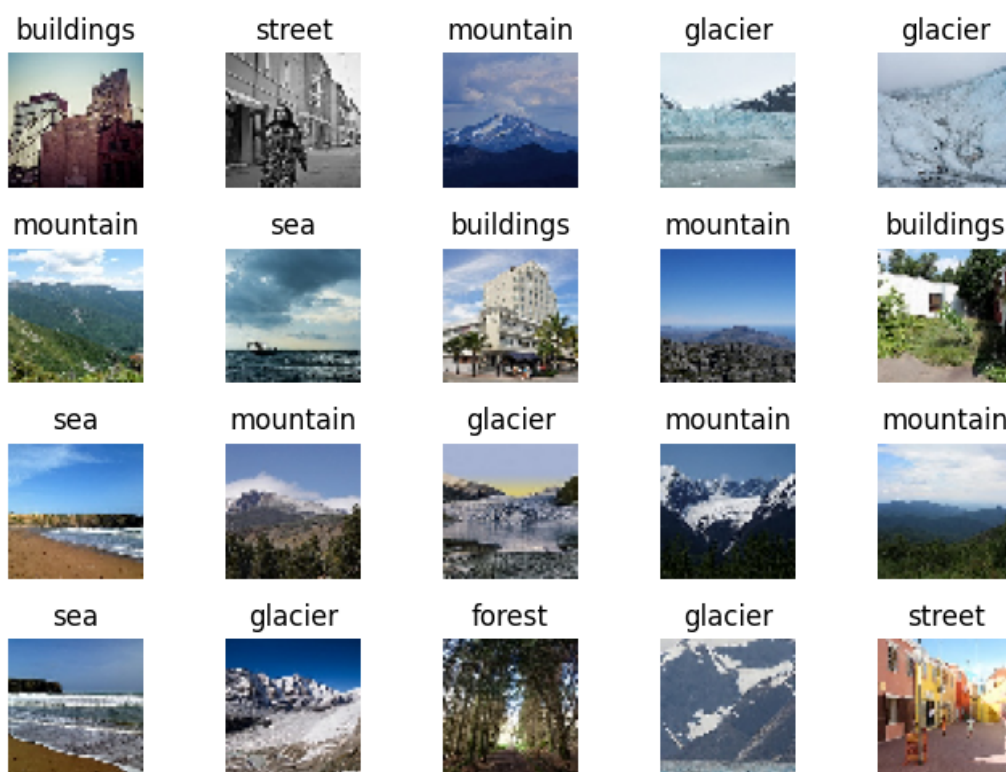 buildings street mountain glacier glacier
mountain sea buildings mountain buildings
sea mountain glacier mountain mountain
sea glacier forest glacier street